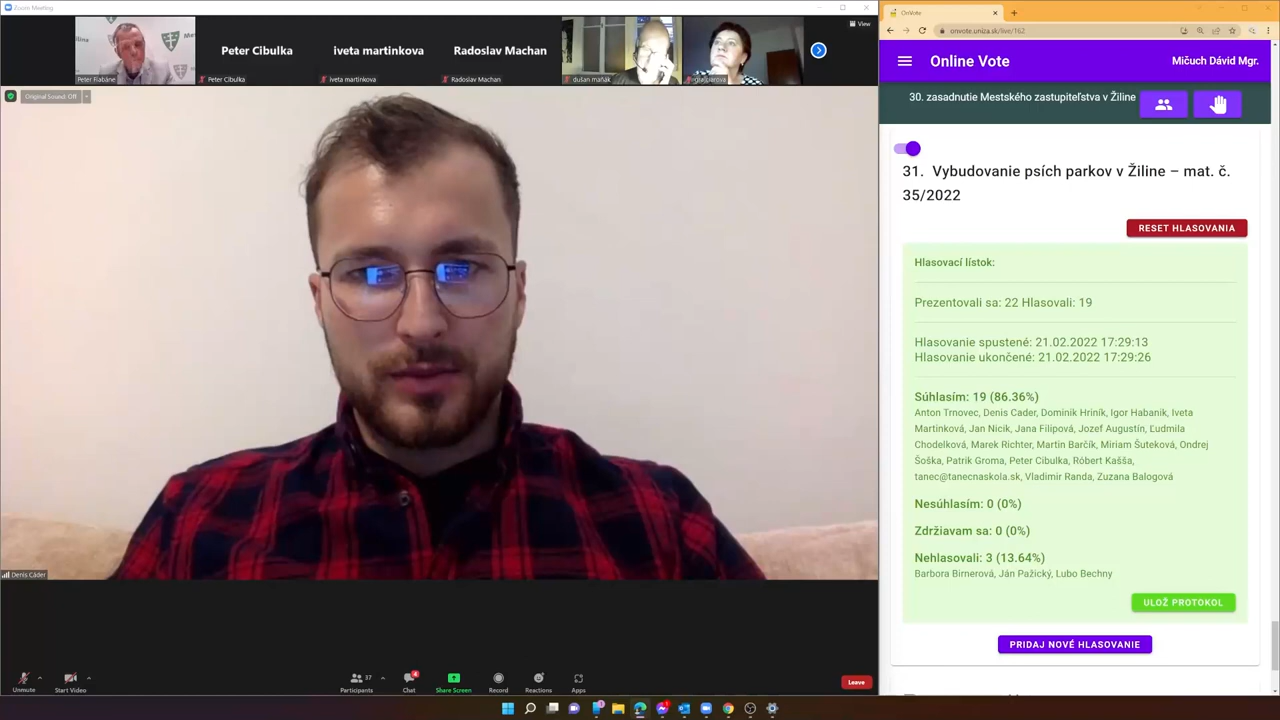 Zoom Meeting
View
Peter Fiabáne
Peter Cibulka
Peter Cibulka
iveta martinkova
iveta martinkova
Radoslav Machan
Radoslav Machan
dušan maňák
Original Sound: Off
Denis Cáder
Unmute
Start Video
37
Participants
4
Chat
Share Screen
Record
Reactions
Apps
Leave
OnVote
onvote.uniza.sk/live/162
Online Vote
Mičuch Dávid Mgr.
30. zasadnutie Mestského zastupiteľstva v Žiline
31. Vybudovanie psích parkov v Žiline – mat. č.
35/2022
RESET HLASOVANIA
Hlasovací lístok:
Prezentovali sa: 22 Hlasovali: 19
Hlasovanie spustené: 21.02.2022 17:29:13
Hlasovanie ukončené: 21.02.2022 17:29:26
Súhlasím: 19 (86.36%)
Anton Trnovec, Denis Cader, Dominik Hriník, Igor Habanik, Iveta
Martinková, Jan Nicík, Jana Filipová, Jozef Augustín, Ľudmila
Chodelková, Marek Richter, Martin Barčík, Miriam Šuteková, Ondrej
Šoška, Patrik Groma, Peter Cibulka, Róbert Kašša,
tanec@tanecnaskola.sk, Vladimir Randa, Zuzana Balogová
Nesúhlasím: 0 (0%)
Zdržiavam sa: 0 (0%)
Nehlasovali: 3 (13.64%)
Barbora Birnerová, Ján Pažický, Lubo Bechny
ULOŽ PROTOKOL
PRIDAJ NOVÉ HLASOVANIE